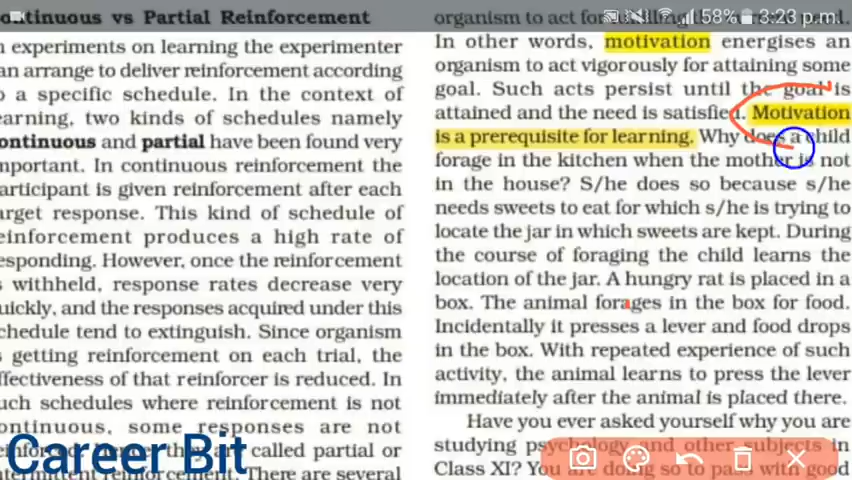 58% 3:23 p.m.
ontinuous vs Partial Reinforcement
experiments on learning the experimenter
an arrange to deliver reinforcement according
a specific schedule. In the context of
earning, two kinds of schedules namely
ontinuous and partial have been found very
mportant. In continuous reinforcement the
articipant is given reinforcement after each
arget response. This kind of schedule of
einforcement produces a high rate of
esponding. However, once the reinforcement
s withheld, response rates decrease very
uickly, and the responses acquired under this
chedule tend to extinguish. Since organism
s getting reinforcement on each trial, the
ffectiveness of that reinforcer is reduced. In
uch schedules where reinforcement is not
ontinuous, some responses are not
called partial or
There are several
Career Bit
organism to act for
In other words, motivation energises an
organism to act vigorously for attaining some
goal. Such acts persist until the goal is
attained and the need is satisfied. Motivation
is a prerequisite for learning. Why does a child
forage in the kitchen when the mother is not
in the house? S/he does so because s/he
needs sweets to eat for which s/he is trying to
locate the jar in which sweets are kept. During
the course of foraging the child learns the
location of the jar. A hungry rat is placed in a
box. The animal forages in the box for food.
Incidentally it presses a lever and food drops
in the box. With repeated experience of such
activity, the animal learns to press the lever
immediately after the animal is placed there.
Have you ever asked yourself why you are
studying psychology and other subjects in
Class XI? You are doing so to pass with good